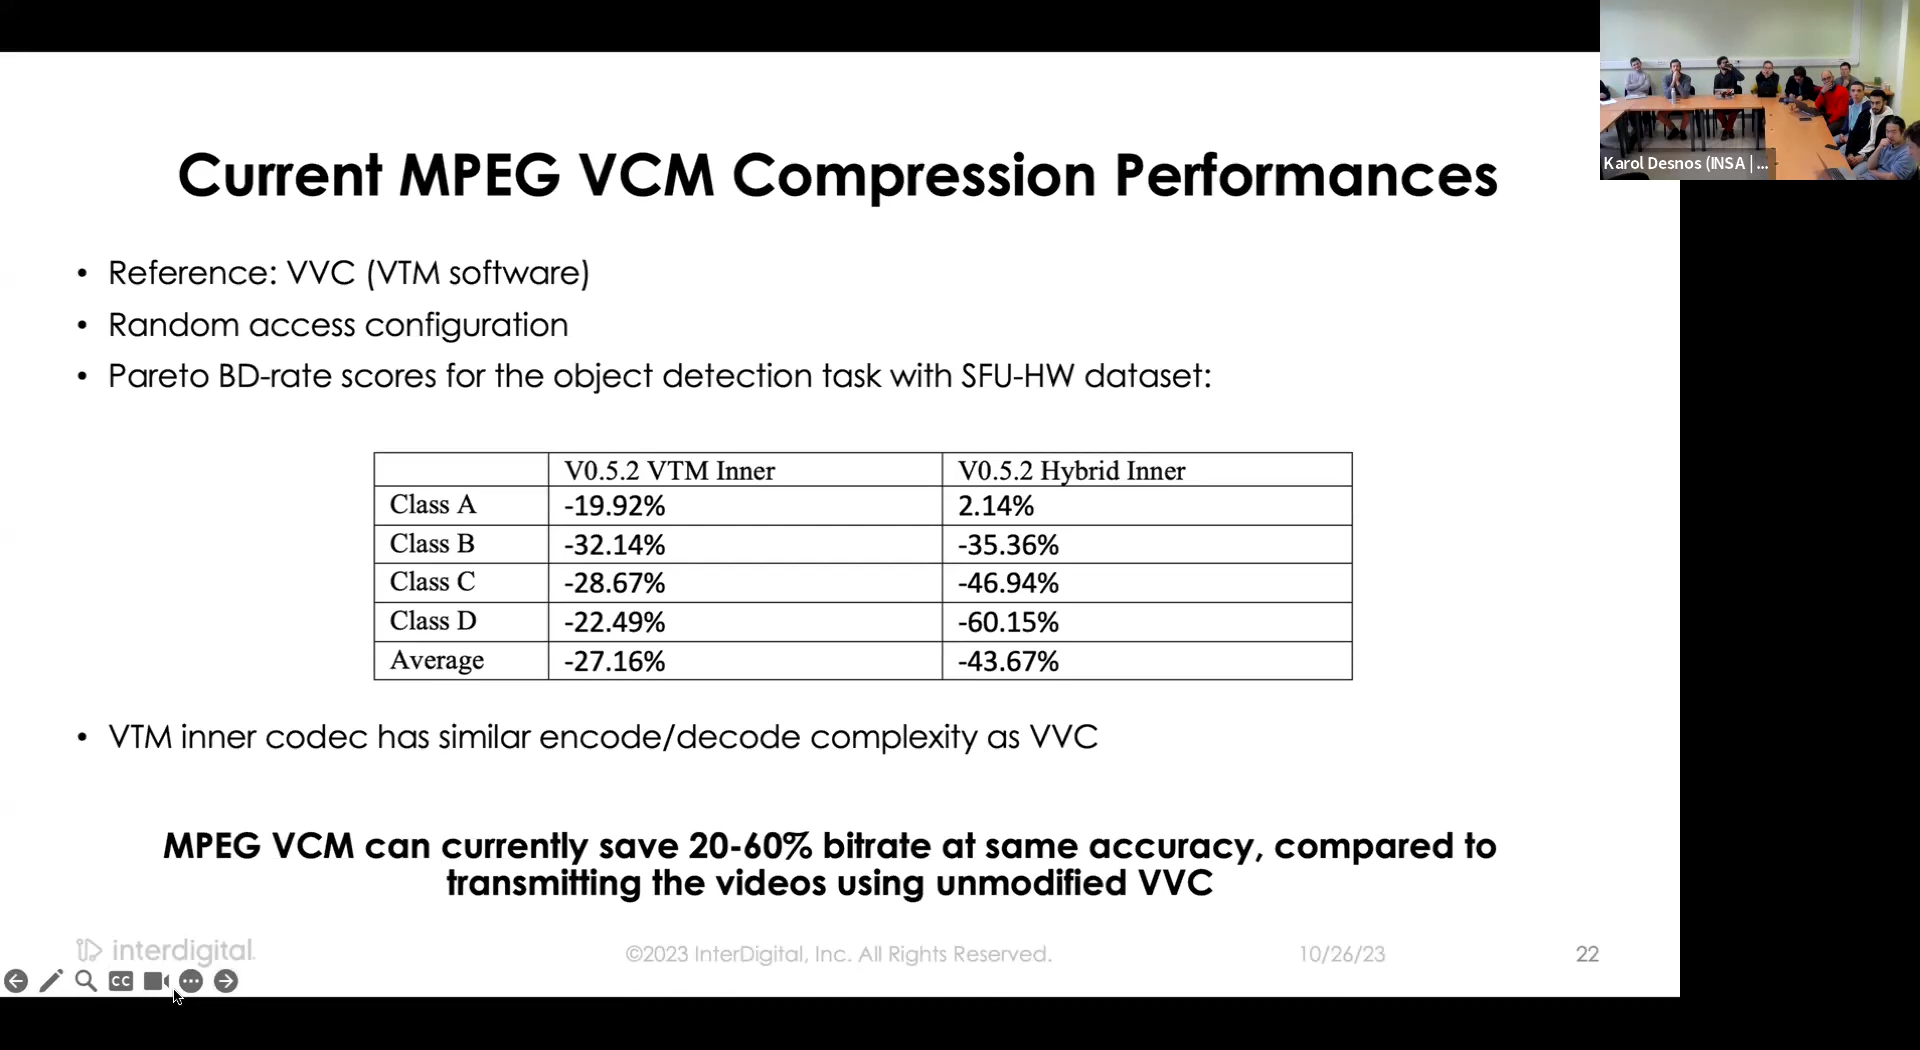 Karol Desnos (INSA | ...
Current MPEG VCM Compression Performances
• Reference: VVC (VTM software)
• Random access configuration
• Pareto BD-rate scores for the object detection task with SFU-HW dataset:
V0.5.2 VTM Inner V0.5.2 Hybrid Inner
Class A -19.92% 2.14%
Class B -32.14% -35.36%
Class C -28.67% -46.94%
Class D -22.49% -60.15%
Average -27.16% -43.67%
• VTM inner codec has similar encode/decode complexity as VVC
MPEG VCM can currently save 20-60% bitrate at same accuracy, compared to
transmitting the videos using unmodified VVC
interdigital ©2023 InterDigital, Inc. All Rights Reserved. 10/26/23 22
CC